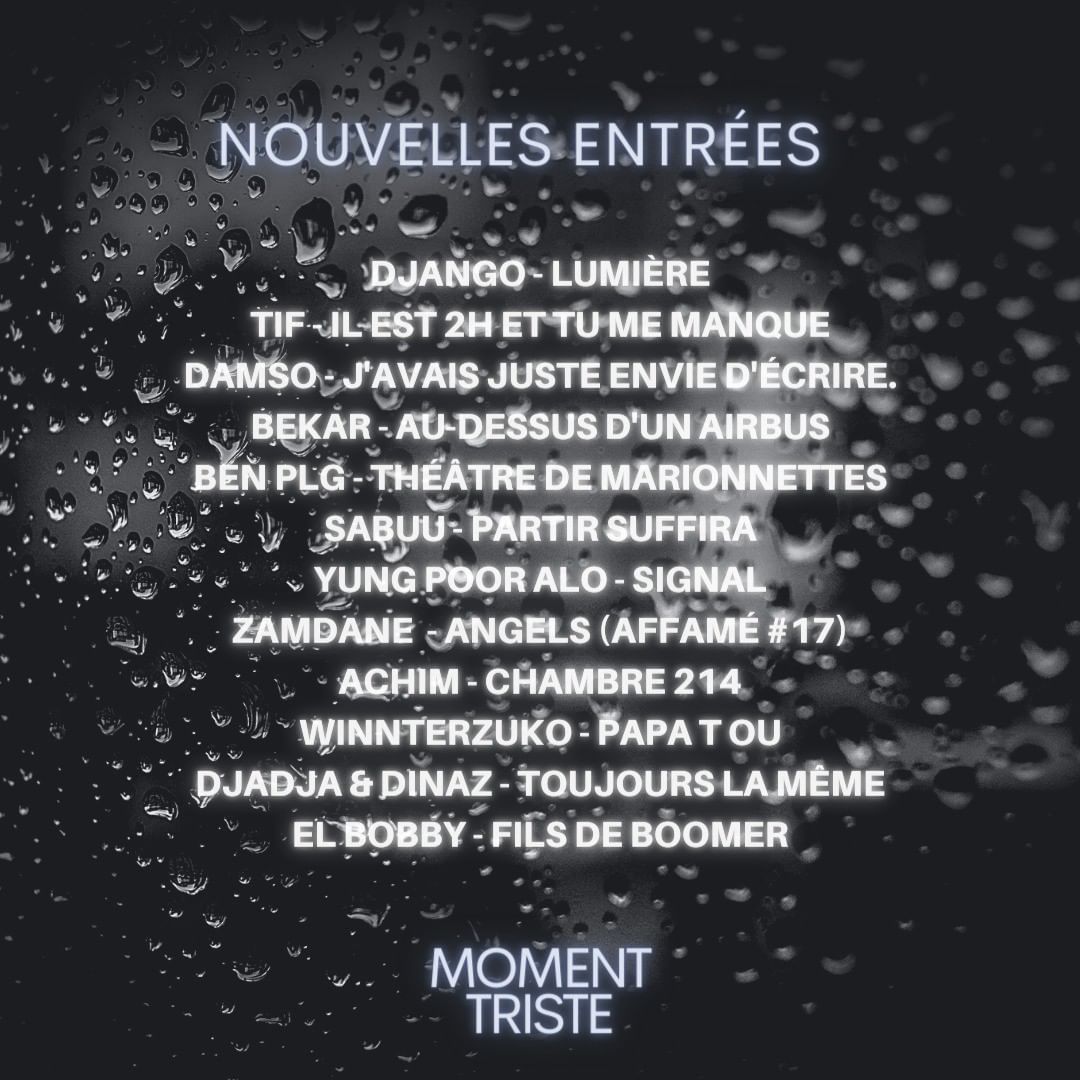 NOUVELLES ENTRÉES
DJANGO - LUMIÈRE
TIF - IL EST 2H ET TU ME MANQUE
DAMSO - J'AVAIS JUSTE ENVIE D'ÉCRIRE.
BEKAR - AU-DESSUS D'UN AIRBUS
BEN PLG - THÉÂTRE DE MARIONNETTES
SABUU - PARTIR SUFFIRA
YUNG POOR ALO - SIGNAL
ZAMDANE - ANGELS (AFFAMÉ #17)
ACHIM - CHAMBRE 214
WINNTERZUKO - PAPA T OU
DJADJA & DINAZ - TOUJOURS LA MÊME
EL BOBBY - FILS DE BOOMER
MOMENT
TRISTE